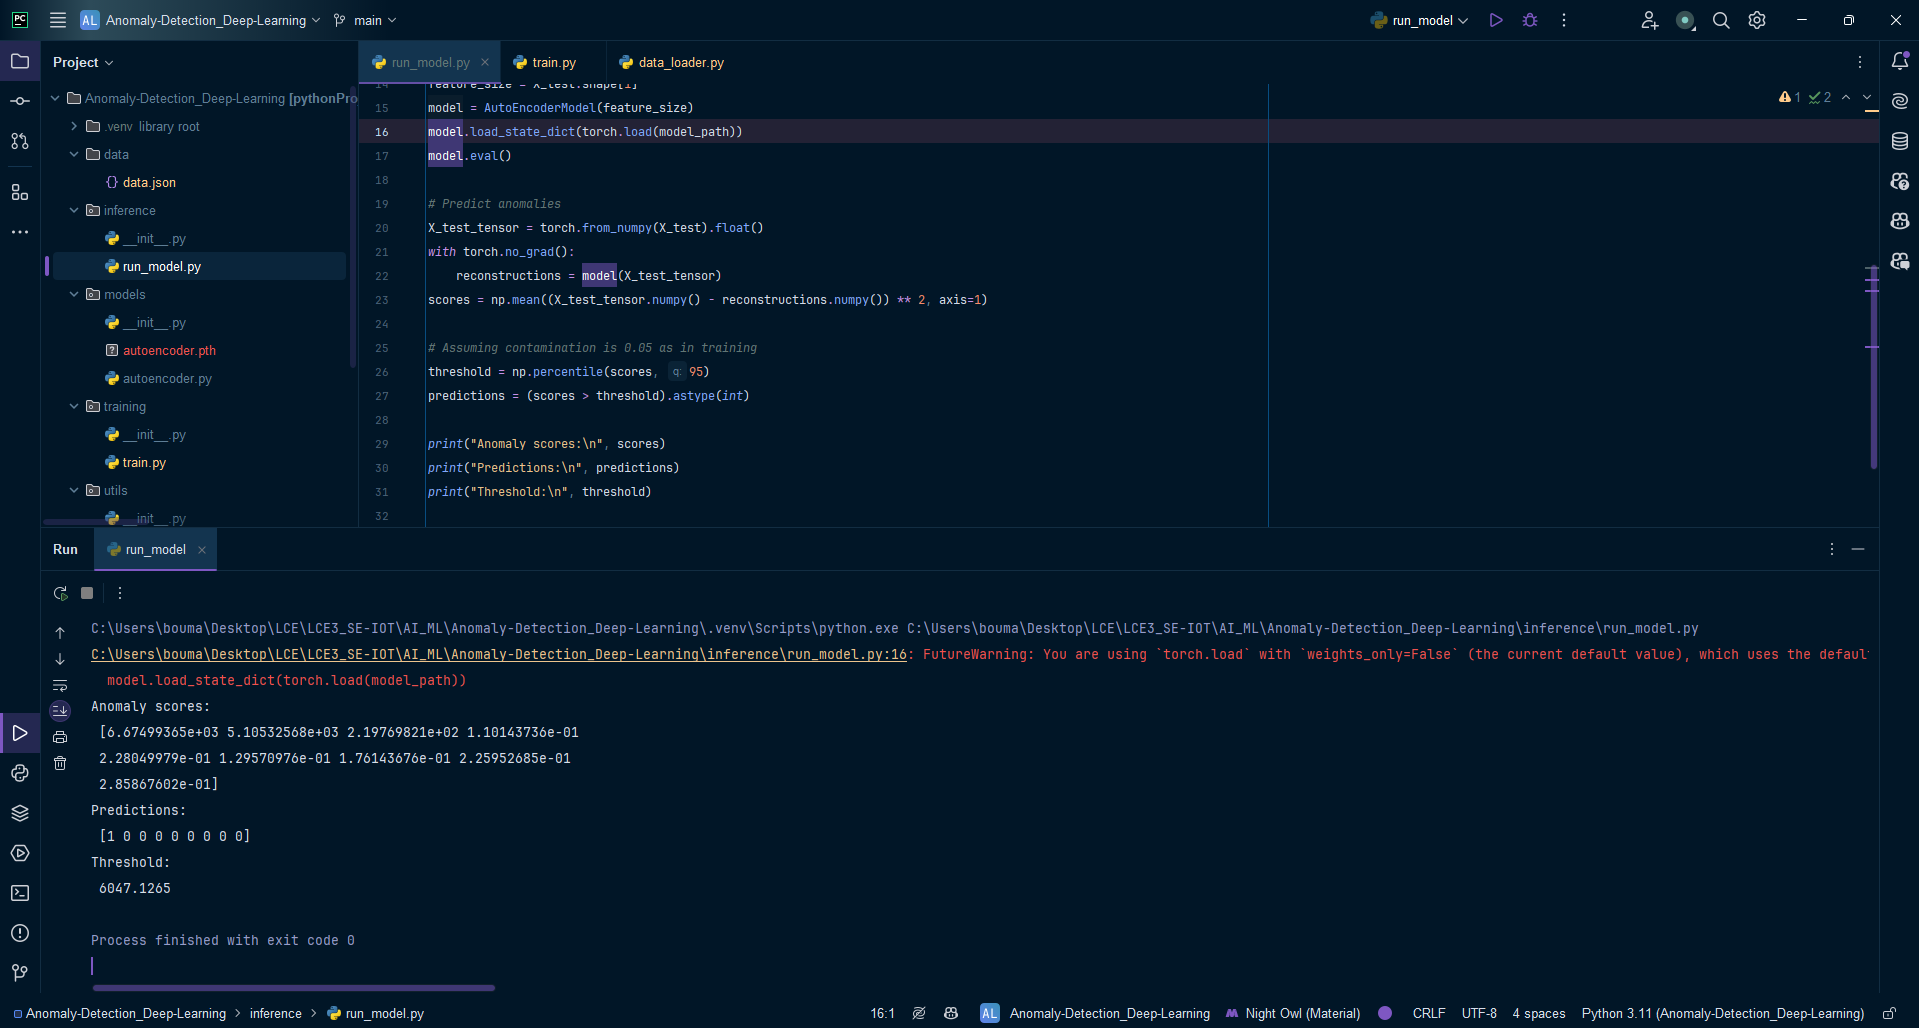 PC AL Anomaly-Detection_Deep-Learning main run_model
Project
run_model.py train.py data_loader.py
Anomaly-Detection_Deep-Learning [pythonPro
.venv library root
data
data.json
inference
__init__.py
run_model.py
models
__init__.py
autoencoder.pth
autoencoder.py
training
__init__.py
train.py
utils
__init__.py
14 feature_size = X_test.shape[1]
15 model = AutoEncoderModel(feature_size)
16 model.load_state_dict(torch.load(model_path))
17 model.eval()
18
19 # Predict anomalies
20 X_test_tensor = torch.from_numpy(X_test).float()
21 with torch.no_grad():
22 reconstructions = model(X_test_tensor)
23 scores = np.mean((X_test_tensor.numpy() - reconstructions.numpy()) ** 2, axis=1)
24
25 # Assuming contamination is 0.05 as in training
26 threshold = np.percentile(scores, q: 95)
27 predictions = (scores > threshold).astype(int)
28
29 print("Anomaly scores:\n", scores)
30 print("Predictions:\n", predictions)
31 print("Threshold:\n", threshold)
32
1 2
Run run_model
C:\Users\bouma\Desktop\LCE\LCE3_SE-IOT\AI_ML\Anomaly-Detection_Deep-Learning\.venv\Scripts\python.exe C:\Users\bouma\Desktop\LCE\LCE3_SE-IOT\AI_ML\Anomaly-Detection_Deep-Learning\inference\run_model.py
C:\Users\bouma\Desktop\LCE\LCE3_SE-IOT\AI_ML\Anomaly-Detection_Deep-Learning\inference\run_model.py:16: FutureWarning: You are using `torch.load` with `weights_only=False` (the current default value), which uses the defaul
model.load_state_dict(torch.load(model_path))
Anomaly scores:
[6.67499365e+03 5.10532568e+03 2.19769821e+02 1.10143736e-01
2.28049979e-01 1.29570976e-01 1.76143676e-01 2.25952685e-01
2.85867602e-01]
Predictions:
[1 0 0 0 0 0 0 0 0]
Threshold:
6047.1265
Process finished with exit code 0
Anomaly-Detection_Deep-Learning > inference > run_model.py 16:1 AL Anomaly-Detection_Deep-Learning Night Owl (Material) CRLF UTF-8 4 spaces Python 3.11 (Anomaly-Detection_Deep-Learning)